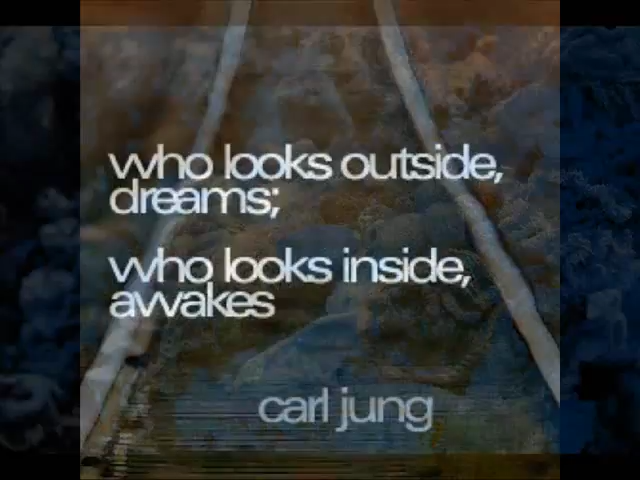 who looks outside,
dreams;
who looks inside,
awakes
carl jung